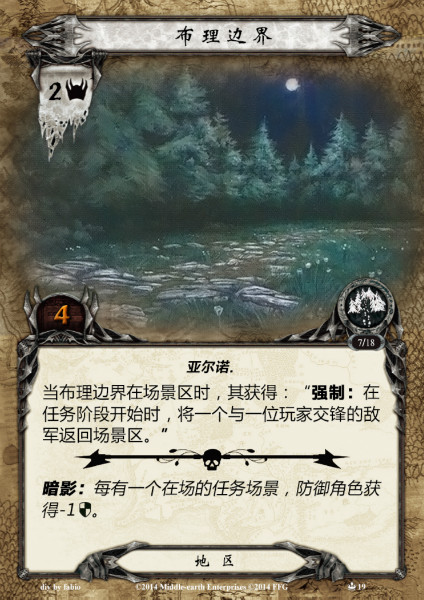 布理边界
2
4
7/18
亚尔诺.
当布理边界在场景区时，其获得：“强制：在
任务阶段开始时，将一个与一位玩家交锋的敌
军返回场景区。”
暗影：每有一个在场的任务场景，防御角色获
得-1。
地区
diy by fabio ©2014 Middle-earth Enterprises ©2014 FFG 19